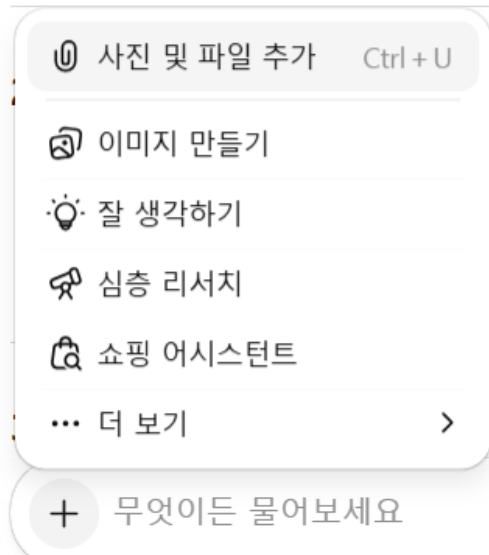 사진 및 파일 추가 Ctrl + U
이미지 만들기
잘 생각하기
심층 리서치
쇼핑 어시스턴트
더 보기
무엇이든 물어보세요